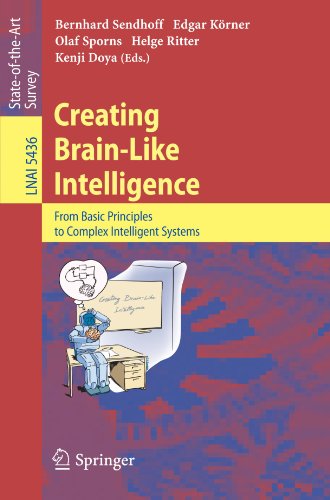 Bernhard Sendhoff Edgar Körner
Olaf Sporns Helge Ritter
Kenji Doya (Eds.)
State-of-the-Art
Survey
LNAI 5436
Creating
Brain-Like
Intelligence
From Basic Principles
to Complex Intelligent Systems
Creating Brain-Like
Intelligence
Springer